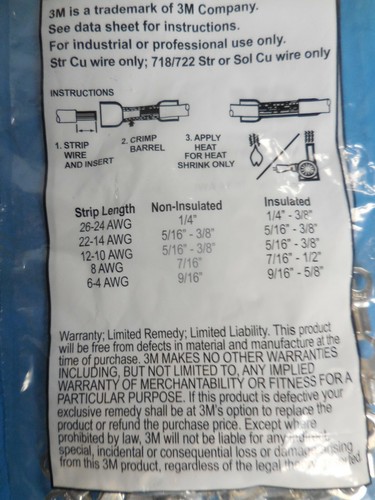 3M is a trademark of 3M Company.
See data sheet for instructions.
For industrial or professional use only.
Str Cu wire only; 718/722 Str or Sol Cu wire only
INSTRUCTIONS
1. STRIP WIRE AND INSERT
2. CRIMP BARREL
3. APPLY HEAT FOR HEAT SHRINK ONLY
Strip Length Non-Insulated Insulated
26-24 AWG 1/4" 1/4" - 3/8"
22-14 AWG 5/16" - 3/8" 5/16" - 3/8"
12-10 AWG 5/16" - 3/8" 5/16" - 3/8"
8 AWG 7/16" 7/16" - 1/2"
6-4 AWG 9/16" 9/16" - 5/8"
Warranty; Limited Remedy; Limited Liability. This product
will be free from defects in material and manufacture at the
time of purchase. 3M MAKES NO OTHER WARRANTIES
INCLUDING, BUT NOT LIMITED TO, ANY IMPLIED
WARRANTY OF MERCHANTABILITY OR FITNESS FOR A
PARTICULAR PURPOSE. If this product is defective your
exclusive remedy shall be at 3M's option to replace the
product or refund the purchase price. Except where
prohibited by law, 3M will not be liable for any
special, incidental or consequential loss or damage arising
from this 3M product, regardless of the legal